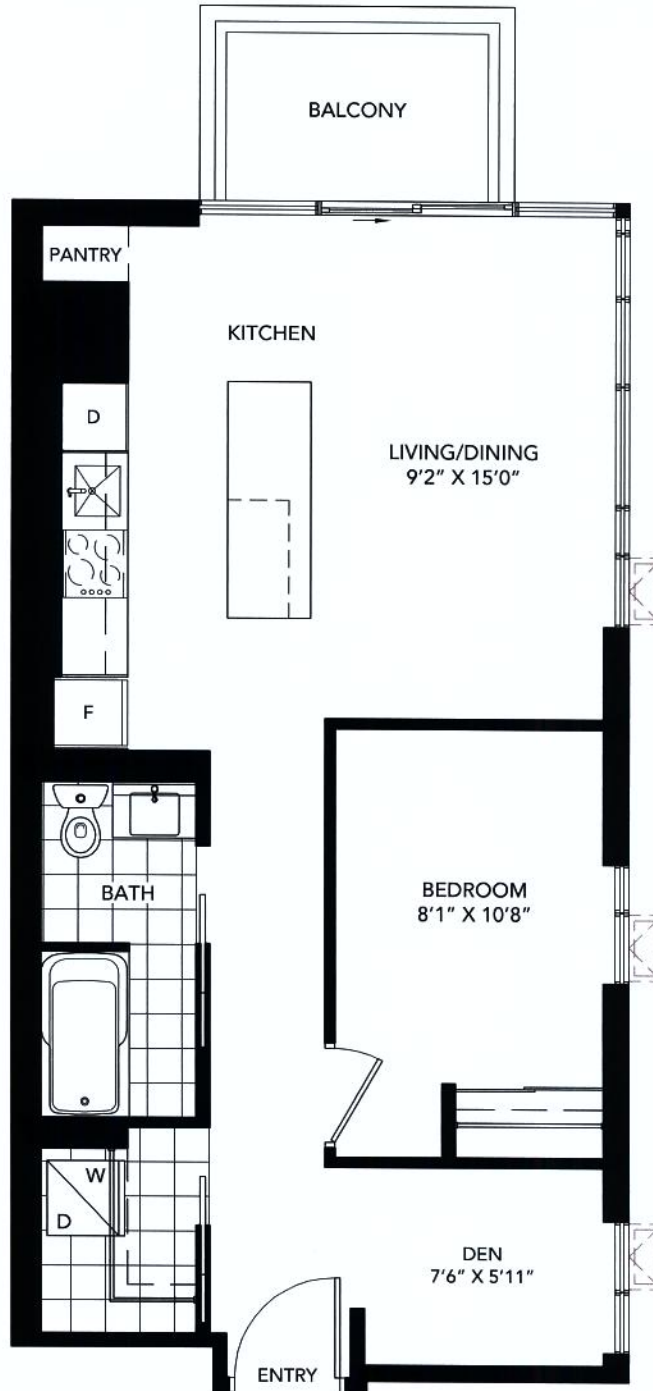 BALCONY
PANTRY
KITCHEN
D
LIVING/DINING
9'2" X 15'0"
F
BATH
BEDROOM
8'1" X 10'8"
W
D
DEN
7'6" X 5'11"
ENTRY